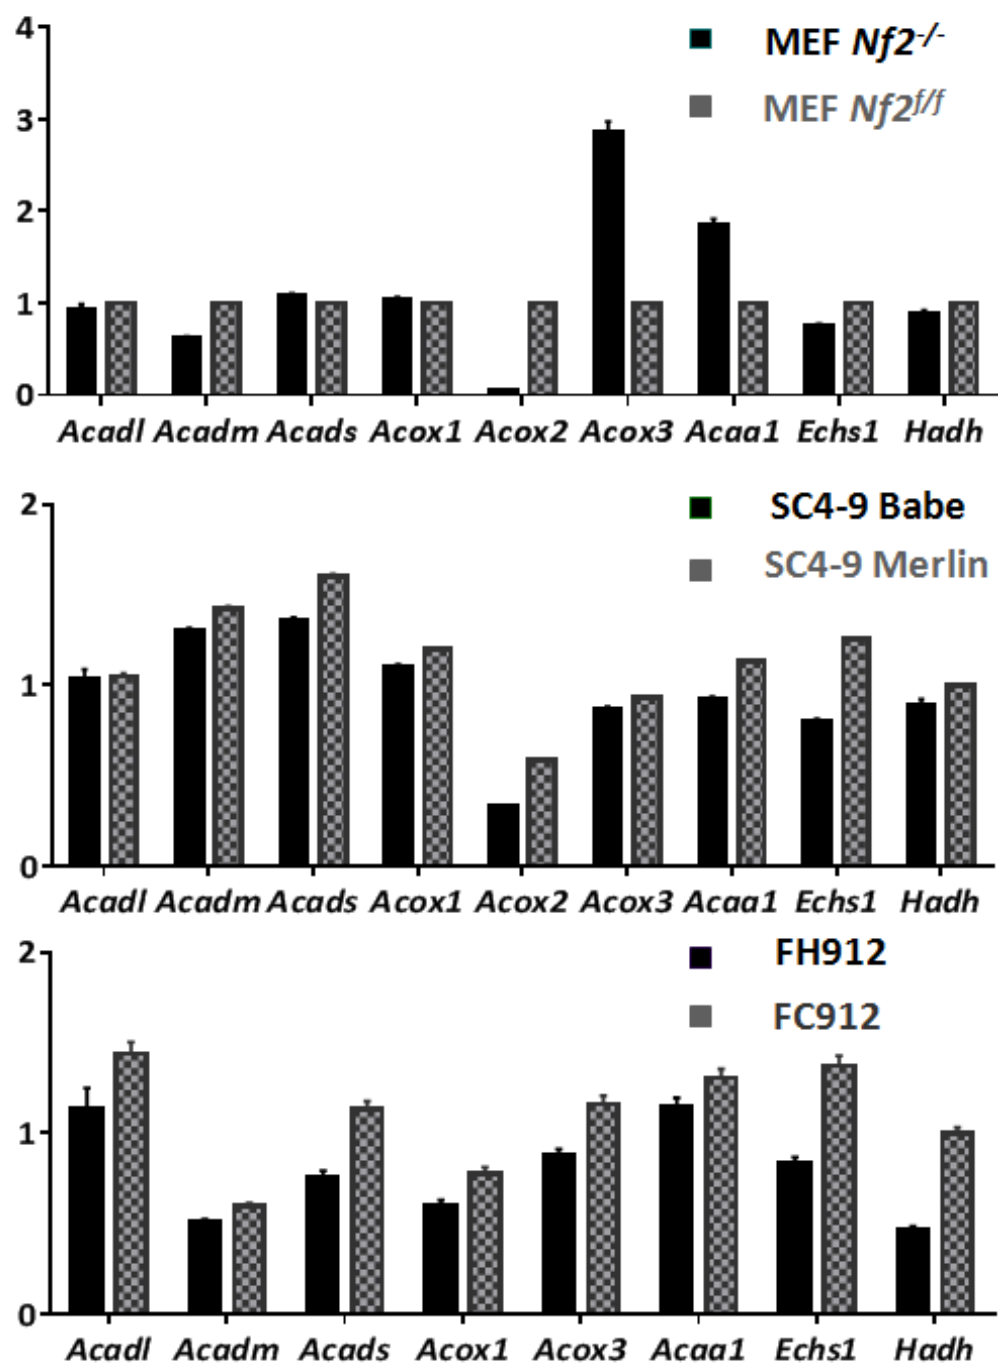 4
MEF Nf2-/-
MEF Nf2f/f
3
2
1
0
Acadl Acadm Acads Acox1 Acox2 Acox3 Acaa1 Echs1 Hadh
2
SC4-9 Babe
SC4-9 Merlin
1
0
Acadl Acadm Acads Acox1 Acox2 Acox3 Acaa1 Echs1 Hadh
2
FH912
FC912
1
0
Acadl Acadm Acads Acox1 Acox3 Acaa1 Echs1 Hadh